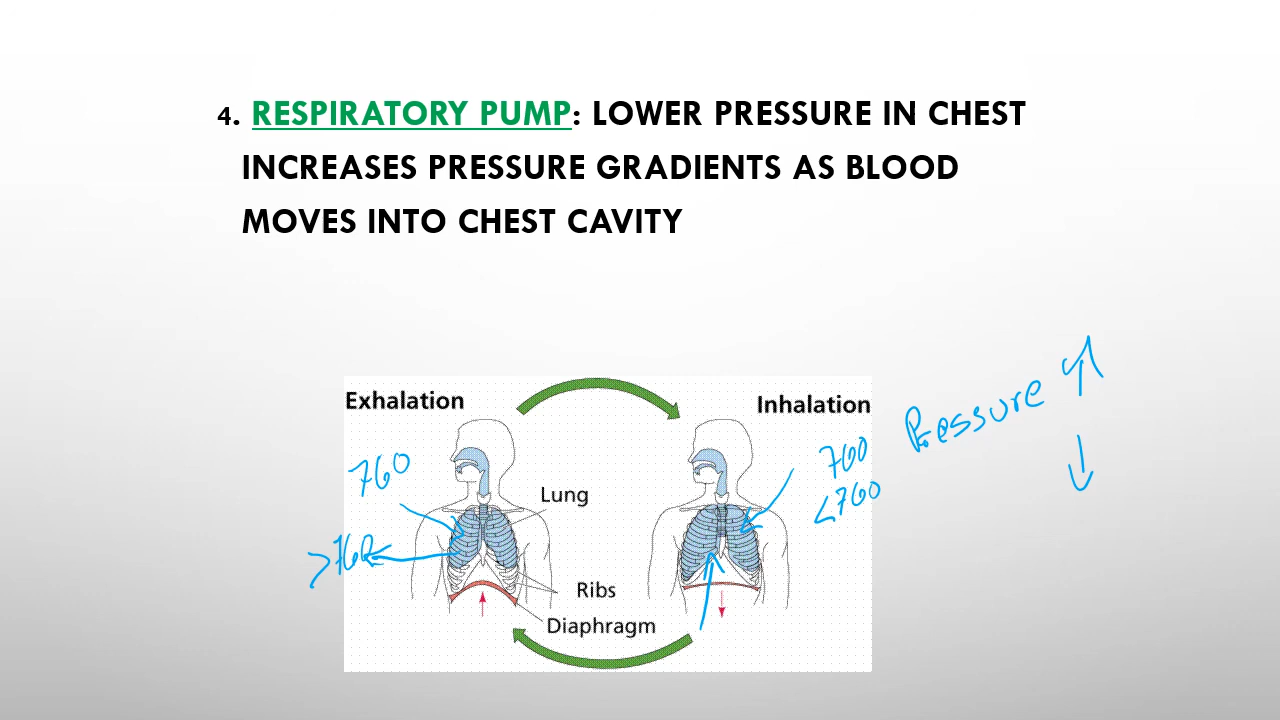 4. RESPIRATORY PUMP: LOWER PRESSURE IN CHEST
INCREASES PRESSURE GRADIENTS AS BLOOD
MOVES INTO CHEST CAVITY
Exhalation
Inhalation
Pressure
760
700
<760
Lung
>760
Ribs
Diaphragm